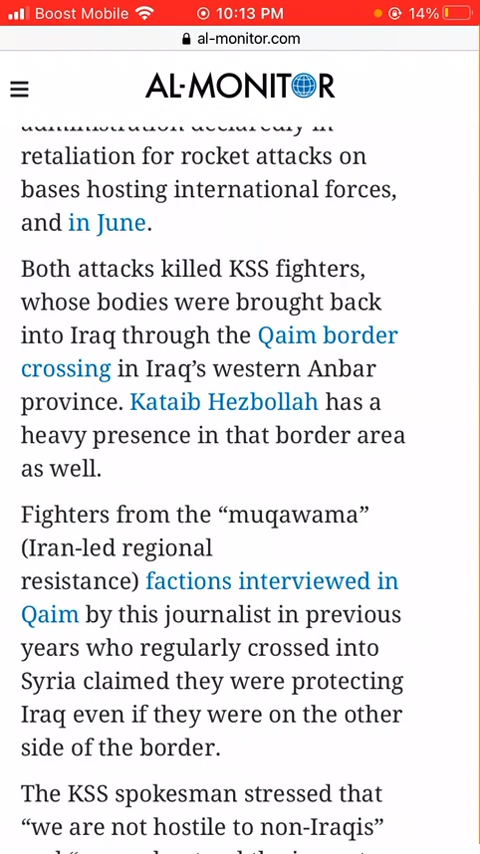 Boost Mobile 10:13 PM 14%
al-monitor.com
AL-MONITOR
administration declaredly in
retaliation for rocket attacks on
bases hosting international forces,
and in June.
Both attacks killed KSS fighters,
whose bodies were brought back
into Iraq through the Qaim border
crossing in Iraq’s western Anbar
province. Kataib Hezbollah has a
heavy presence in that border area
as well.
Fighters from the “muqawama”
(Iran-led regional
resistance) factions interviewed in
Qaim by this journalist in previous
years who regularly crossed into
Syria claimed they were protecting
Iraq even if they were on the other
side of the border.
The KSS spokesman stressed that
“we are not hostile to non-Iraqis”